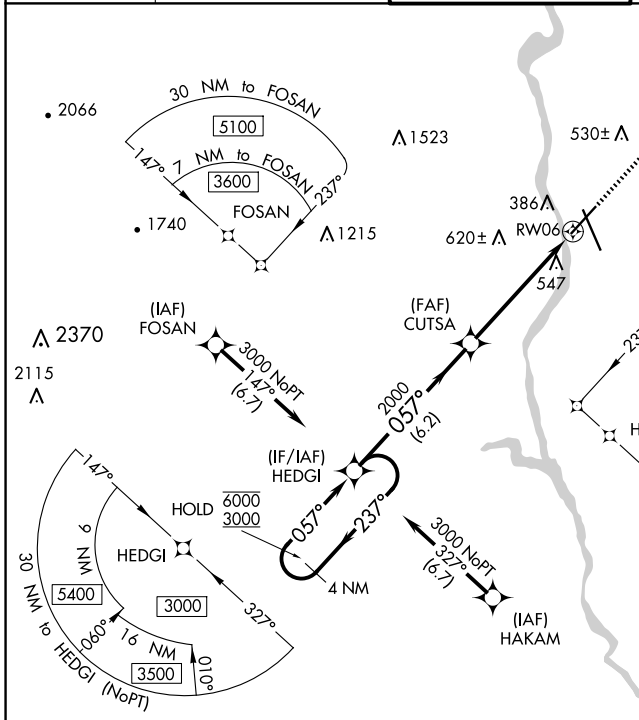 30 NM to FOSAN
5100
7 NM to FOSAN
3600
147°
237°
FOSAN
2066
1740
1523
1215
530±
386
RW06
620±
547
(FAF)
CUTSA
(IAF)
FOSAN
3000 NoPT
147°
(6.7)
2370
2115
2000
057°
(6.2)
(IF/IAF)
HEDGI
HOLD
6000
3000
057°
237°
4 NM
3000 NoPT
327°
(6.7)
(IAF)
HAKAM
147°
HEDGI
9 NM
5400
3000
327°
060°
16 NM
3500
010°
30 NM to HEDGI (NoPT)
23
H